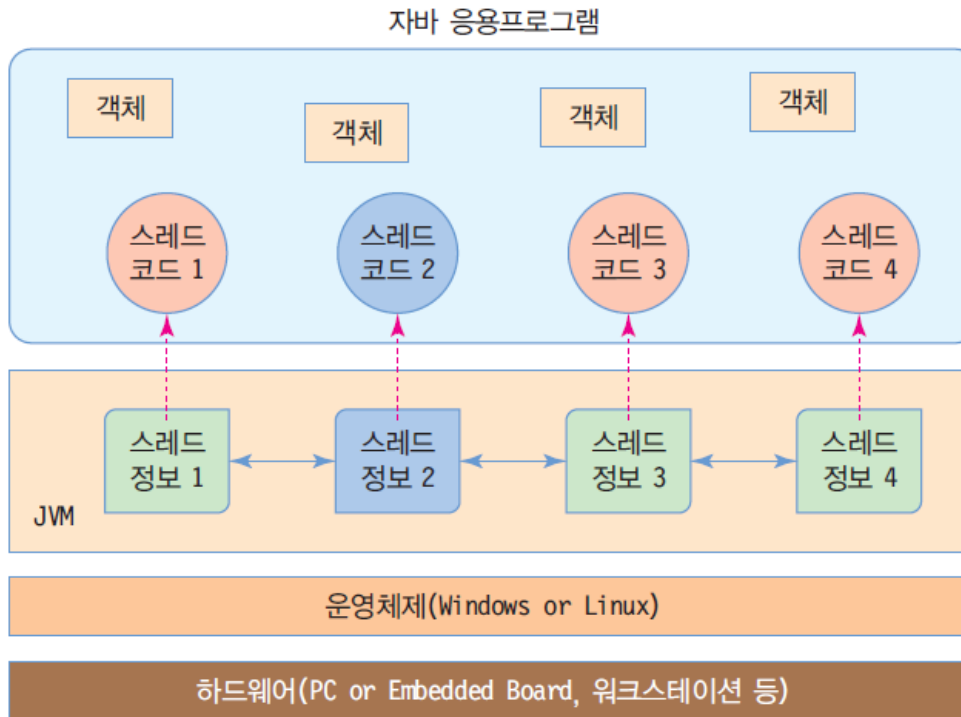 자바 응용프로그램
객체
객체
객체
객체
스레드
코드 1
스레드
코드 2
스레드
코드 3
스레드
코드 4
스레드
정보 1
스레드
정보 2
스레드
정보 3
스레드
정보 4
JVM
운영체제(Windows or Linux)
하드웨어(PC or Embedded Board, 워크스테이션 등)